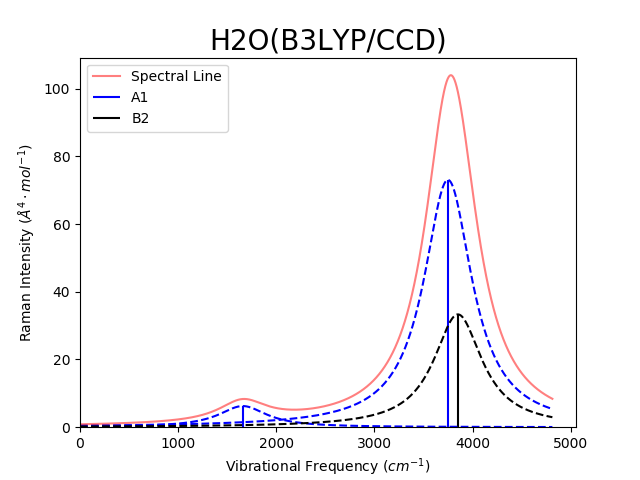 H2O(B3LYP/CCD)
Spectral Line
A1
B2
Raman Intensity (Å⁴ · mol⁻¹)
100
80
60
40
20
0
0 1000 2000 3000 4000 5000
Vibrational Frequency (cm⁻¹)